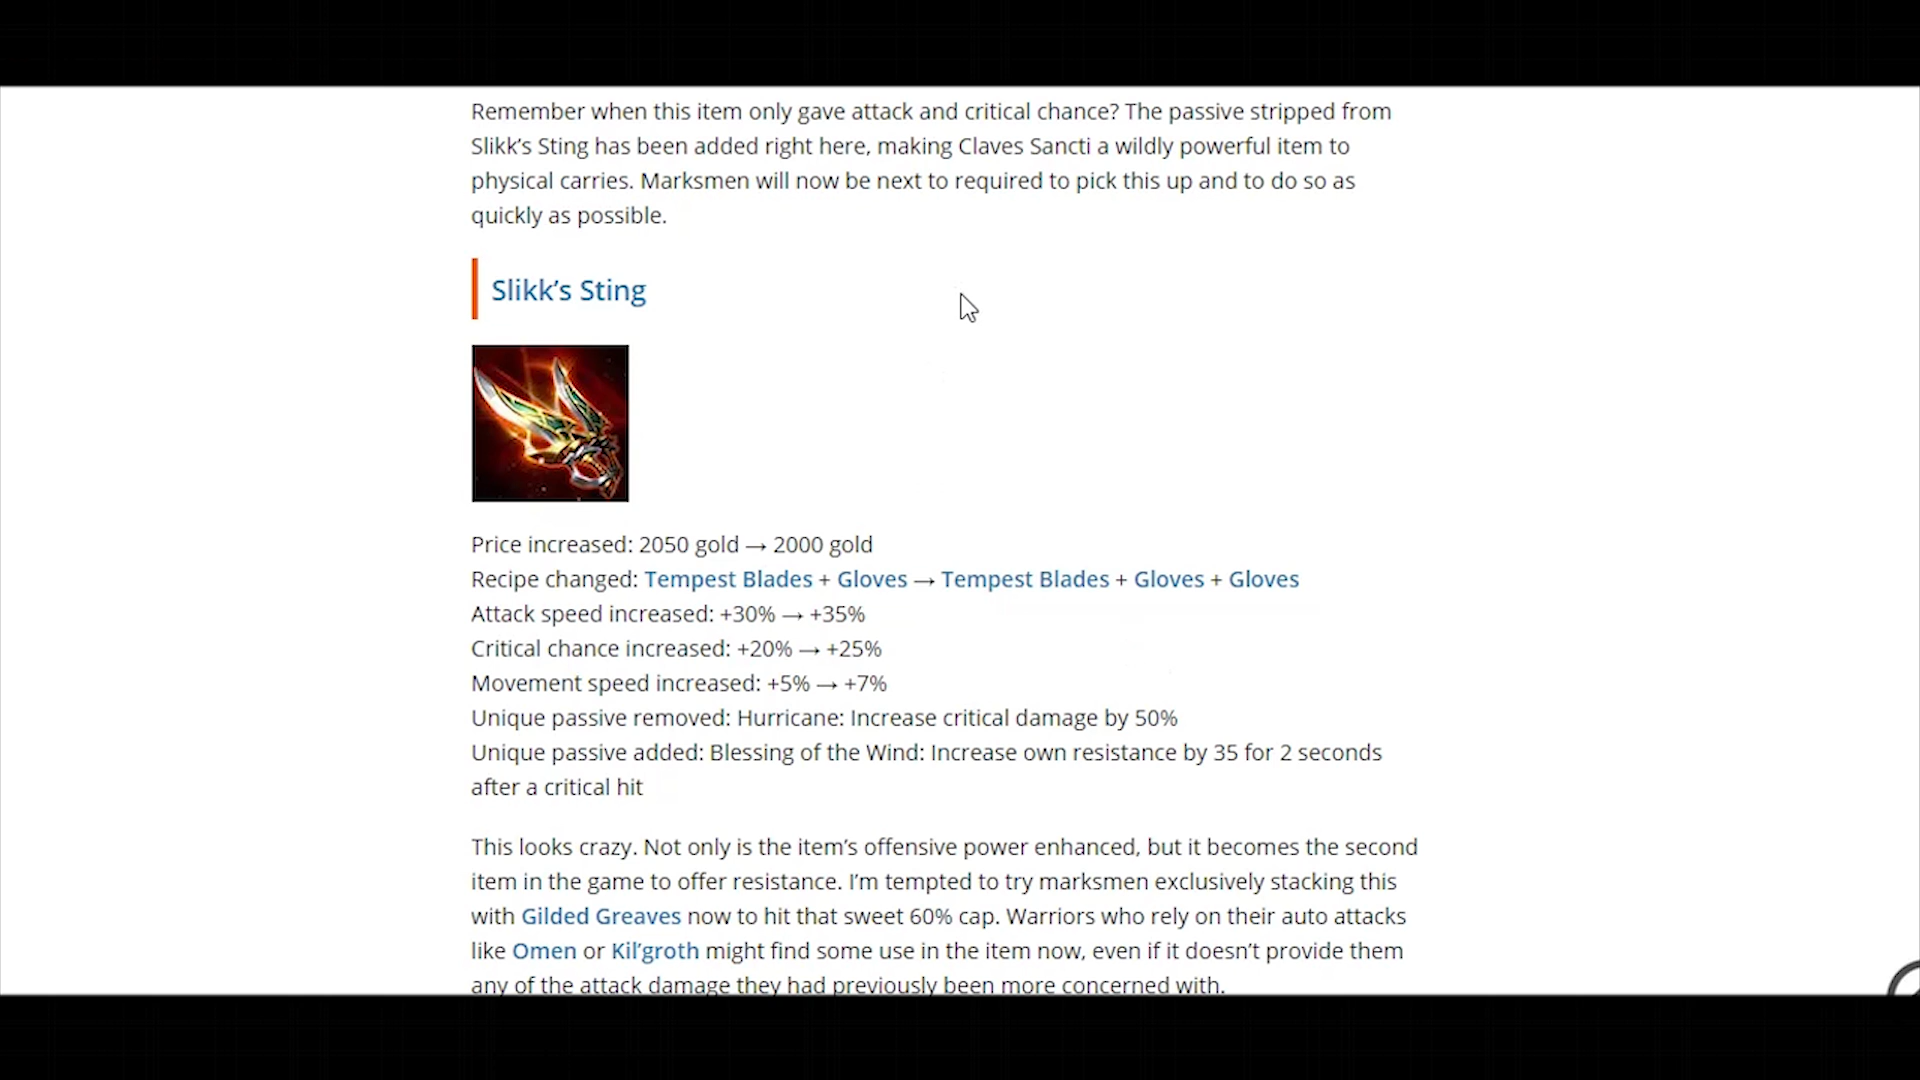 Remember when this item only gave attack and critical chance? The passive stripped from
Slikk’s Sting has been added right here, making Claves Sancti a wildly powerful item to
physical carries. Marksmen will now be next to required to pick this up and to do so as
quickly as possible.
Slikk’s Sting
Price increased: 2050 gold → 2000 gold
Recipe changed: Tempest Blades + Gloves → Tempest Blades + Gloves + Gloves
Attack speed increased: +30% → +35%
Critical chance increased: +20% → +25%
Movement speed increased: +5% → +7%
Unique passive removed: Hurricane: Increase critical damage by 50%
Unique passive added: Blessing of the Wind: Increase own resistance by 35 for 2 seconds
after a critical hit
This looks crazy. Not only is the item’s offensive power enhanced, but it becomes the second
item in the game to offer resistance. I’m tempted to try marksmen exclusively stacking this
with Gilded Greaves now to hit that sweet 60% cap. Warriors who rely on their auto attacks
like Omen or Kil’groth might find some use in the item now, even if it doesn’t provide them
any of the attack damage they had previously been more concerned with.